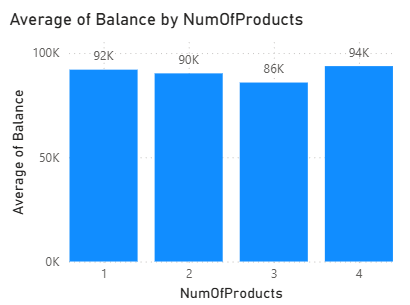 Average of Balance by NumOfProducts
Average of Balance
100K
50K
0K
92K
90K
86K
94K
1
2
3
4
NumOfProducts